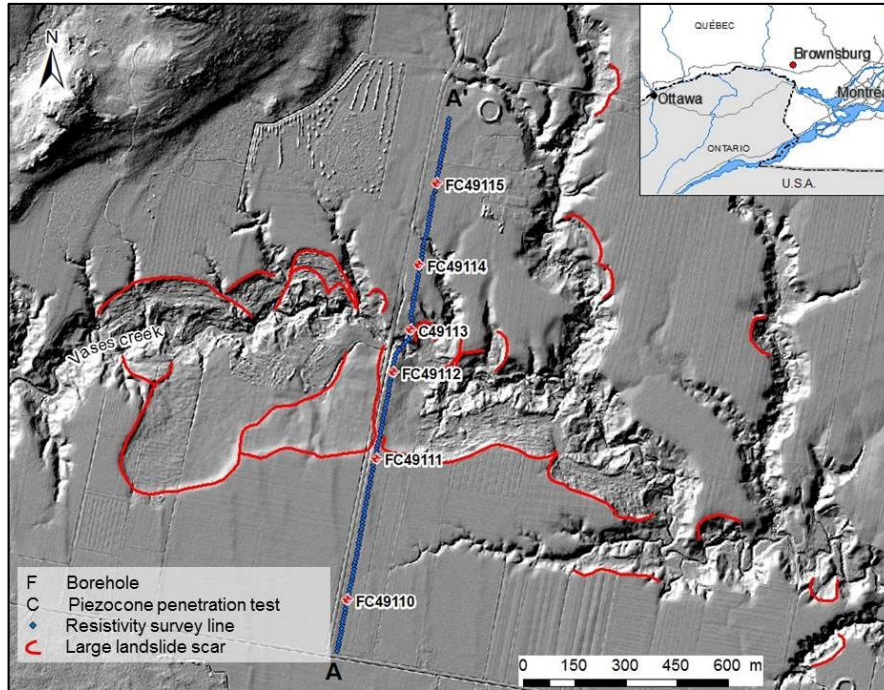 N
QUÉBEC
Brownsburg
Montréa
Ottawa
ONTARIO
U.S.A.
A'
FC49115
FC49114
C49113
Vases creek
FC49112
FC49111
FC49110
A
F Borehole
C Piezocone penetration test
Resistivity survey line
Large landslide scar
0 150 300 450 600 m